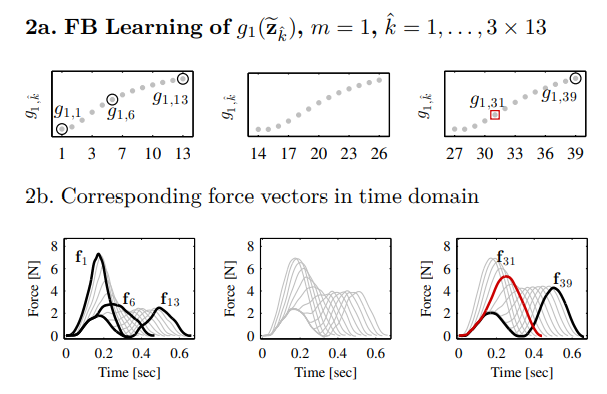 2a. FB Learning of g₁(z̃ₖ̂), m = 1, k̂ = 1, . . . , 3 × 13
g₁,ₖ̂
g₁,₁
g₁,₆
g₁,₁₃
1 3 7 10 13
g₁,ₖ̂
14 17 20 23 26
g₁,ₖ̂
g₁,₃₁
g₁,₃₉
27 30 33 36 39
2b. Corresponding force vectors in time domain
Force [N]
8
6
4
2
0
f₁
f₆
f₁₃
0 0.2 0.4 0.6
Time [sec]
Force [N]
8
6
4
2
0
0 0.2 0.4 0.6
Time [sec]
Force [N]
8
6
4
2
0
f₃₁
f₃₉
0 0.2 0.4 0.6
Time [sec]